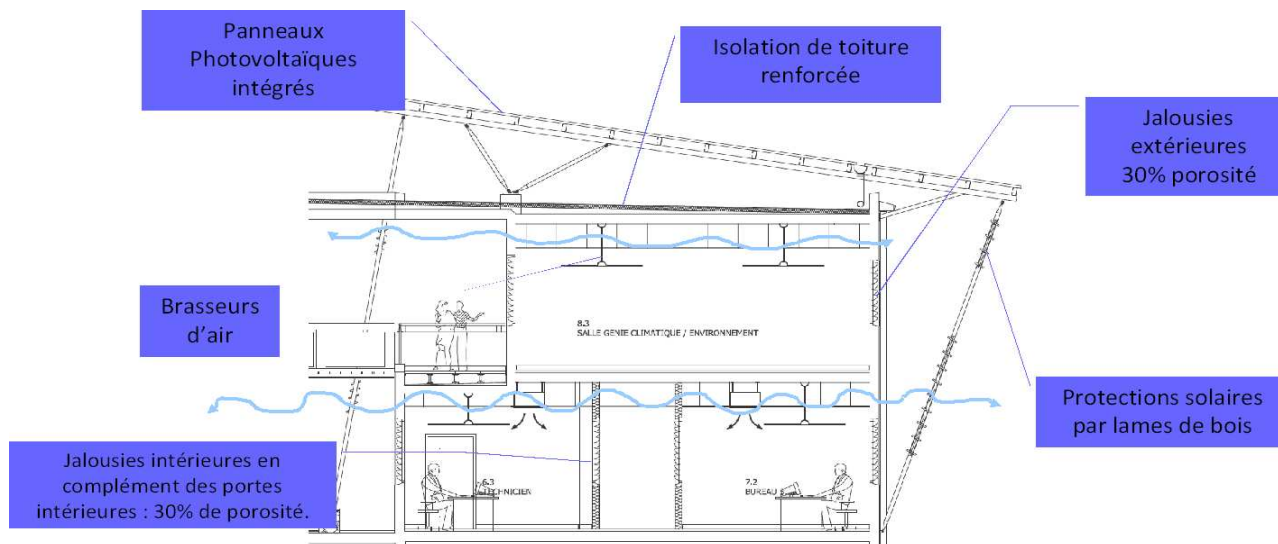 Panneaux
Photovoltaïques
intégrés
Isolation de toiture
renforcée
Jalousies
extérieures
30% porosité
Brasseurs
d'air
8.3
SALLE GENIE CLIMATIQUE / ENVIRONNEMENT
Protections solaires
par lames de bois
Jalousies intérieures en
complément des portes
intérieures : 30% de porosité.
6.3
TECHNICIEN
7.2
BUREAU